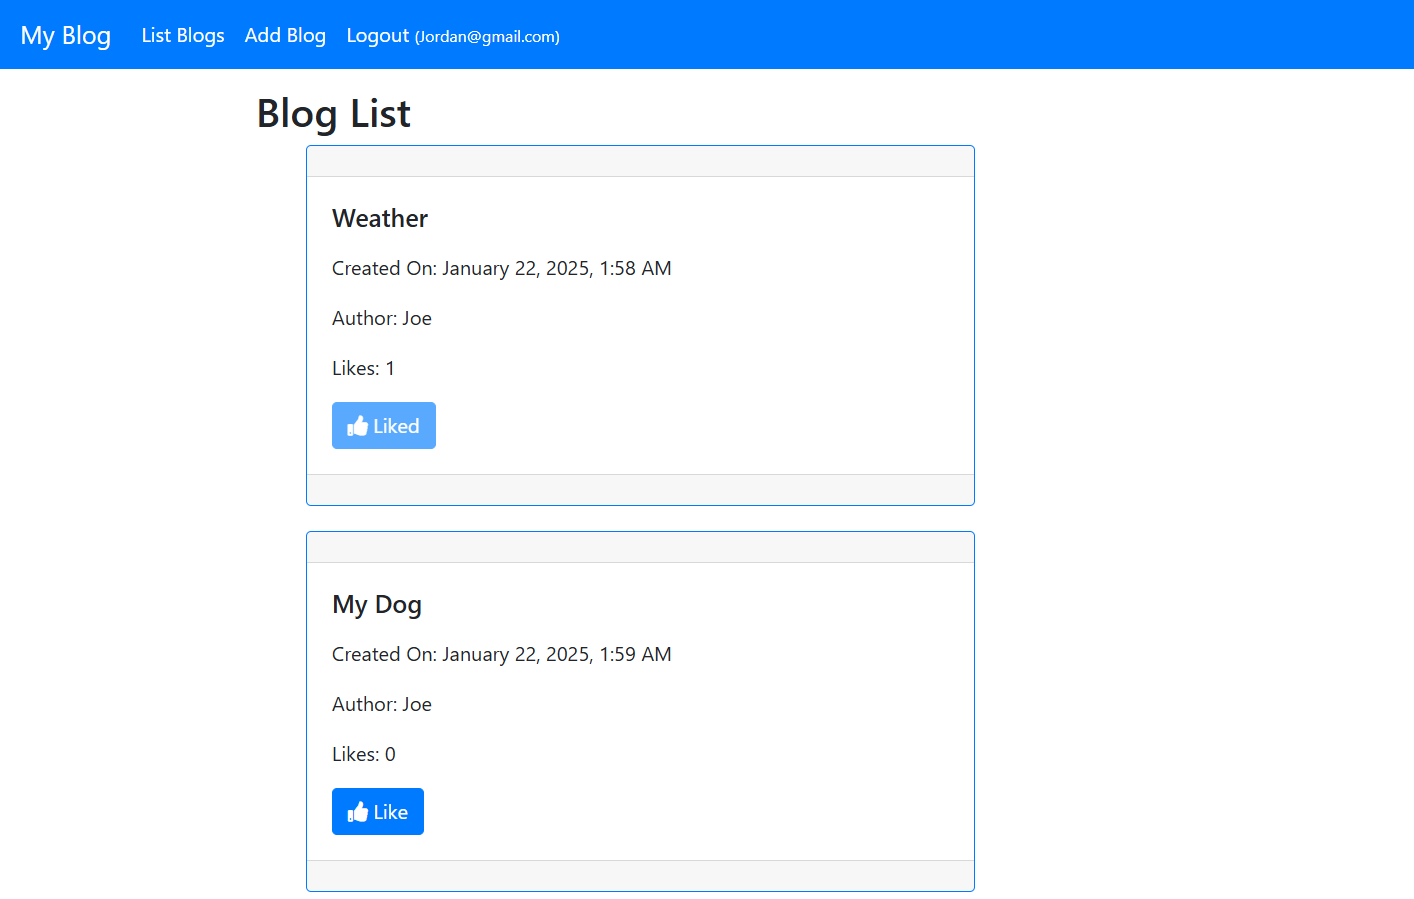 My Blog List Blogs Add Blog Logout (Jordan@gmail.com)
Blog List
Weather
Created On: January 22, 2025, 1:58 AM
Author: Joe
Likes: 1
Liked
My Dog
Created On: January 22, 2025, 1:59 AM
Author: Joe
Likes: 0
Like